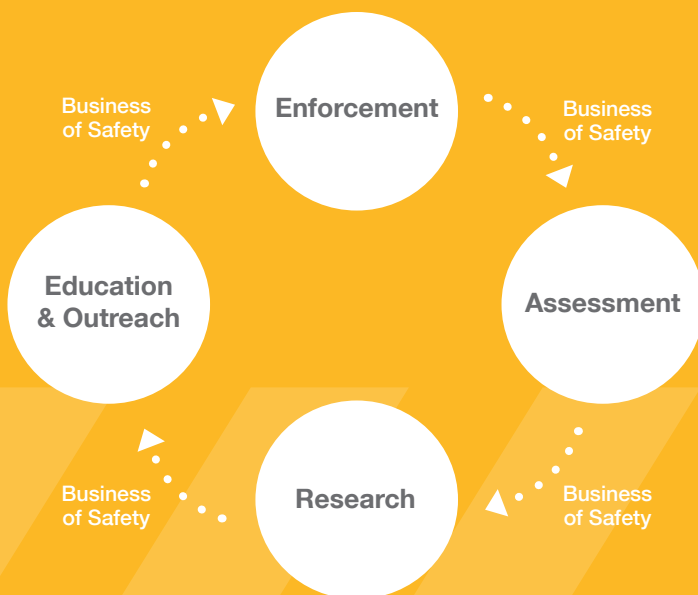 Enforcement
Business
of Safety
Business
of Safety
Education
& Outreach
Assessment
Research
Business
of Safety
Business
of Safety